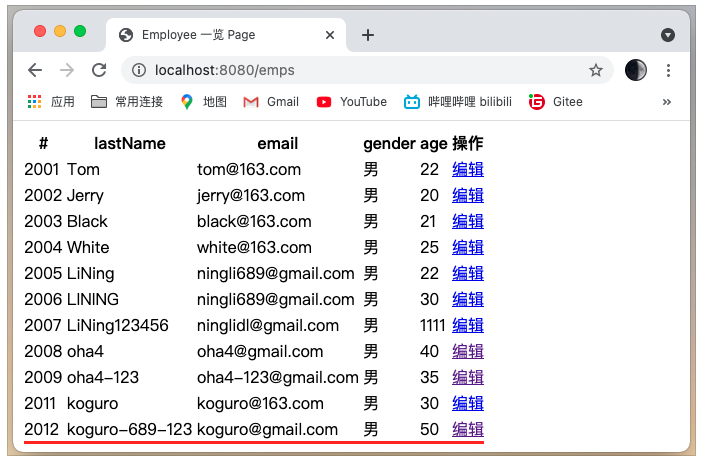 Employee 一览 Page
localhost:8080/emps
应用 常用连接 地图 Gmail YouTube 哔哩哔哩 bilibili Gitee
# lastName email gender age 操作
2001 Tom tom@163.com 男 22 编辑
2002 Jerry jerry@163.com 男 20 编辑
2003 Black black@163.com 男 21 编辑
2004 White white@163.com 男 25 编辑
2005 LiNing ningli689@gmail.com 男 22 编辑
2006 LINING ningli689@gmail.com 男 30 编辑
2007 LiNing123456 ninglidl@gmail.com 男 1111 编辑
2008 oha4 oha4@gmail.com 男 40 编辑
2009 oha4-123 oha4-123@gmail.com 男 35 编辑
2011 koguro koguro@163.com 男 30 编辑
2012 koguro-689-123 koguro@gmail.com 男 50 编辑